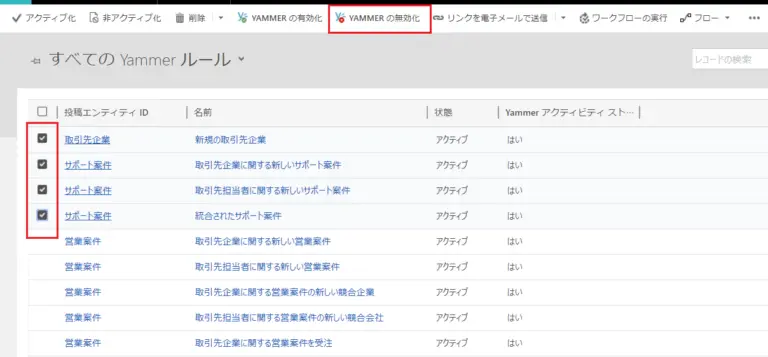 アクティブ化 非アクティブ化 削除 YAMMER の有効化 YAMMER の無効化 リンクを電子メールで送信 ワークフローの実行 フロー
すべての Yammer ルール
レコードの検索
投稿エンティティ ID 名前 状態 Yammer アクティビティ スト…
取引先企業 新規の取引先企業 アクティブ はい
サポート案件 取引先企業に関する新しいサポート案件 アクティブ はい
サポート案件 取引先担当者に関する新しいサポート案件 アクティブ はい
サポート案件 統合されたサポート案件 アクティブ はい
営業案件 取引先企業に関する新しい営業案件 アクティブ はい
営業案件 取引先担当者に関する新しい営業案件 アクティブ はい
営業案件 取引先企業に関する営業案件の新しい競合企業 アクティブ はい
営業案件 取引先担当者に関する営業案件の新しい競合会社 アクティブ はい
営業案件 取引先企業に関する営業案件を受注 アクティブ はい